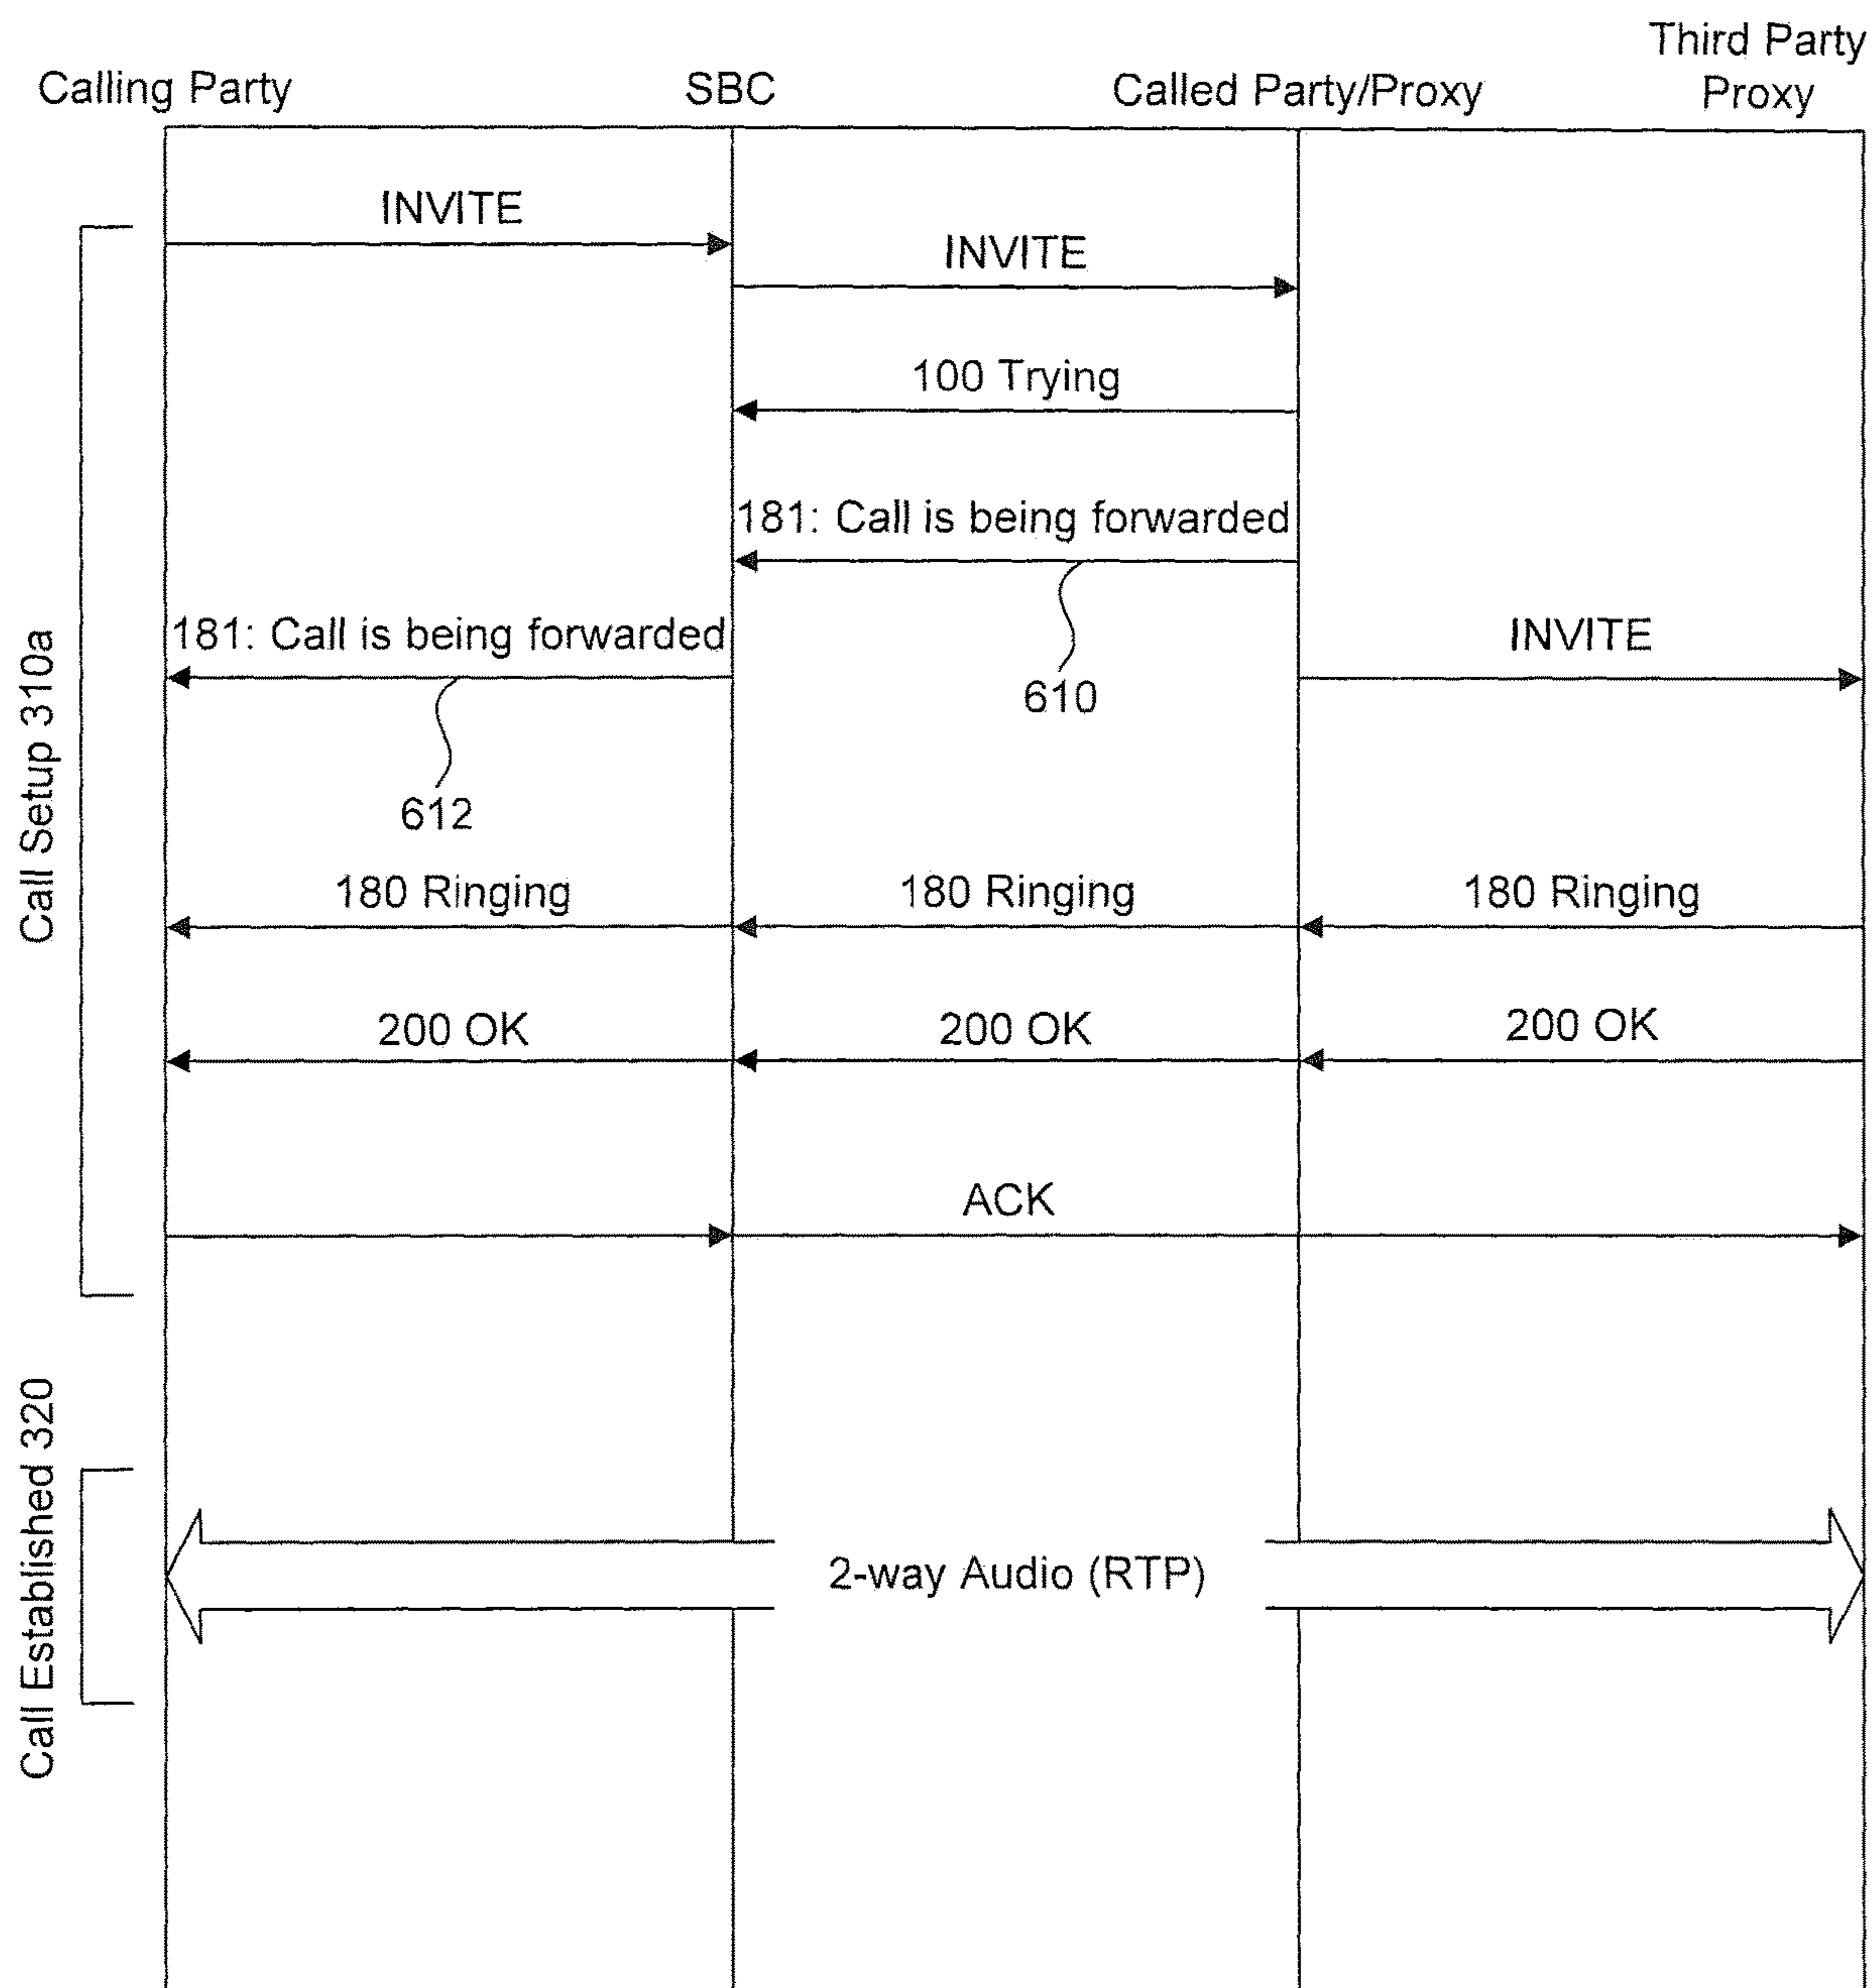 Third Party
Proxy
Calling Party
SBC
Called Party/Proxy
INVITE
INVITE
100 Trying
181: Call is being forwarded
610
181: Call is being forwarded
612
INVITE
Call Setup 310a
180 Ringing
180 Ringing
180 Ringing
200 OK
200 OK
200 OK
ACK
Call Established 320
2-way Audio (RTP)